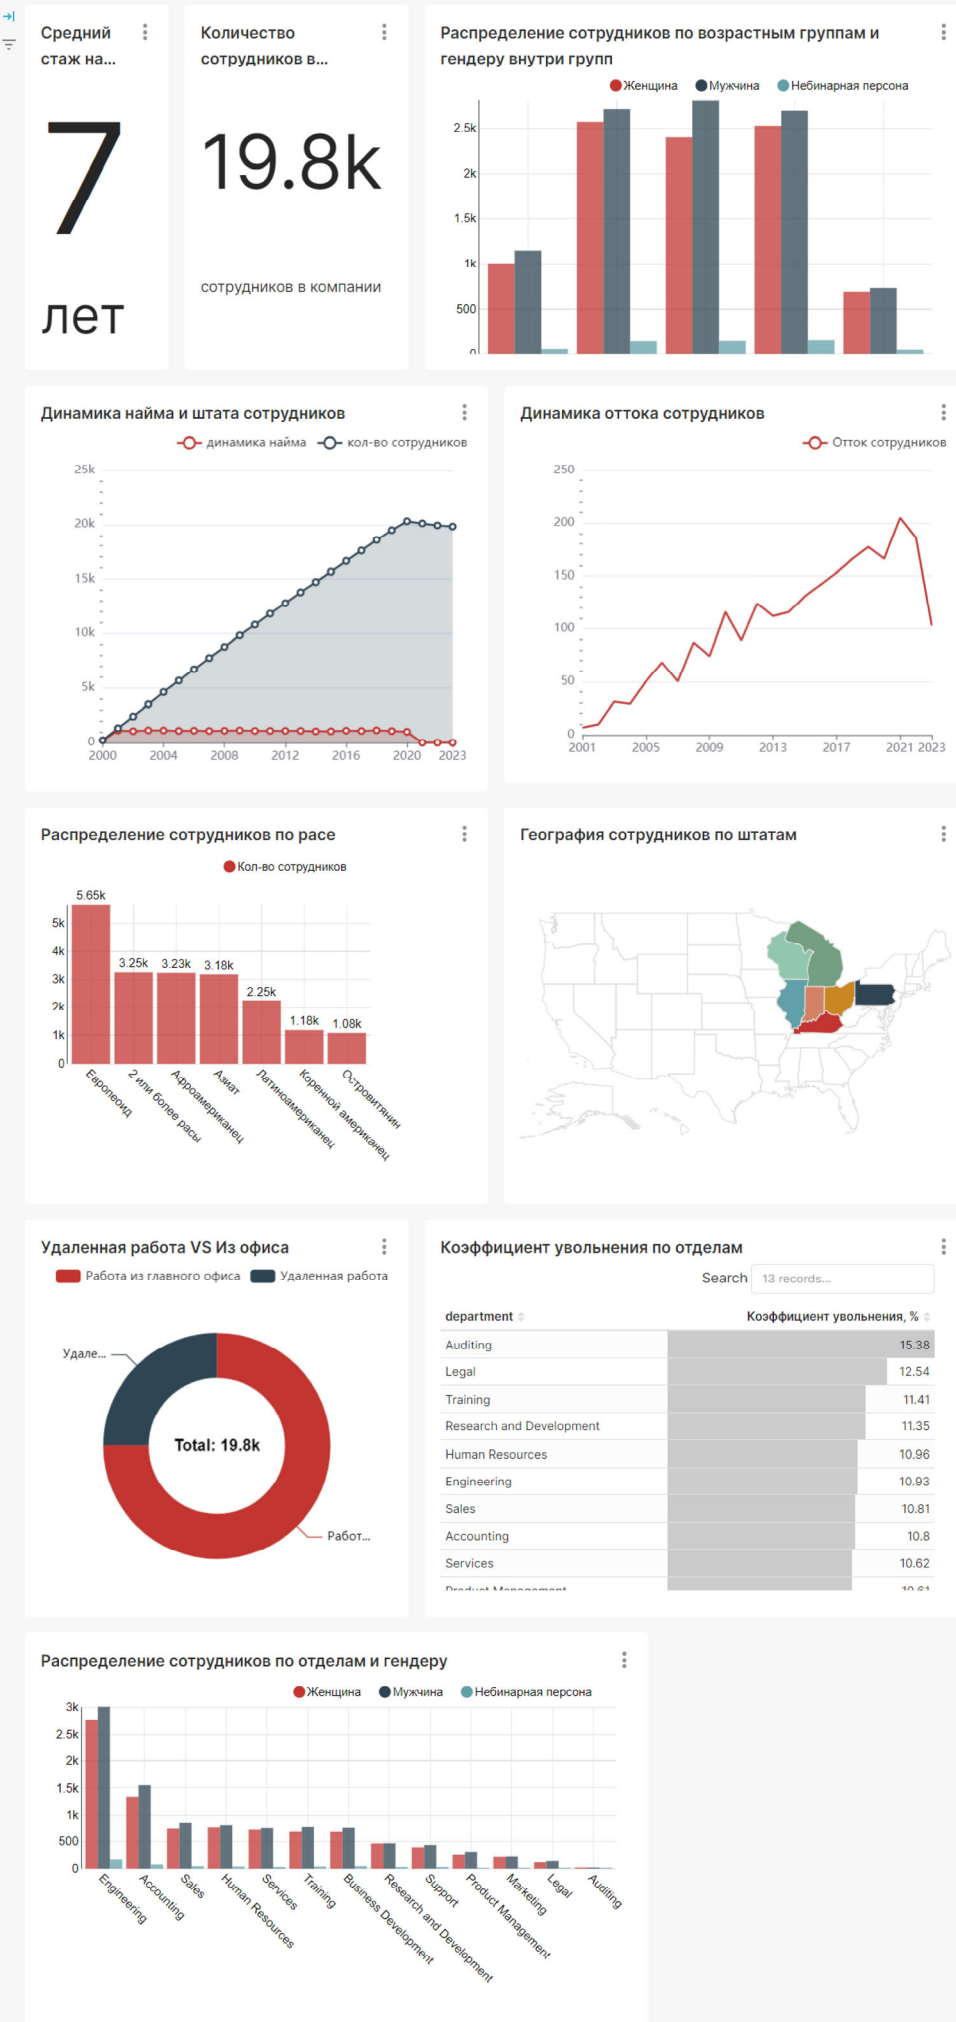 Средний
стаж на...
7
лет
Количество
сотрудников в...
19.8k
сотрудников в компании
Распределение сотрудников по возрастным группам и
гендеру внутри групп
Женщина Мужчина Небинарная персона
2.5k
2k
1.5k
1k
500
0
Динамика найма и штата сотрудников
динамика найма кол-во сотрудников
25k
20k
15k
10k
5k
0
2000 2004 2008 2012 2016 2020 2023
Динамика оттока сотрудников
Отток сотрудников
250
200
150
100
50
0
2001 2005 2009 2013 2017 2021 2023
Распределение сотрудников по расе
Кол-во сотрудников
5.65k
5k
4k
3.25k 3.23k 3.18k
3k
2.25k
2k
1.18k 1.08k
1k
0
Европеоид
2 или более расы
Афроамериканец
Азиат
Латиноамериканец
Коренной американец
Островитянин
География сотрудников по штатам
Удаленная работа VS Из офиса
Работа из главного офиса Удаленная работа
Удале...
Total: 19.8k
Работ...
Коэффициент увольнения по отделам
Search 13 records...
department Коэффициент увольнения, %
Auditing 15.38
Legal 12.54
Training 11.41
Research and Development 11.35
Human Resources 10.96
Engineering 10.93
Sales 10.81
Accounting 10.8
Services 10.62
Product Management 10.61
Распределение сотрудников по отделам и гендеру
Женщина Мужчина Небинарная персона
3k
2.5k
2k
1.5k
1k
500
0
Engineering
Accounting
Sales
Human Resources
Services
Training
Business Development
Research and Development
Support
Product Management
Marketing
Legal
Auditing